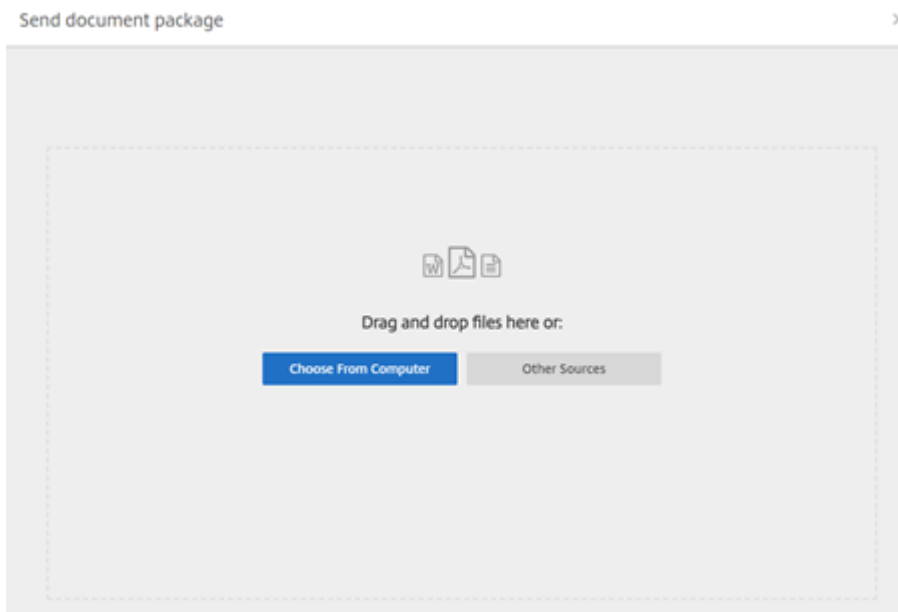 Send document package
Drag and drop files here or:
Choose From Computer
Other Sources